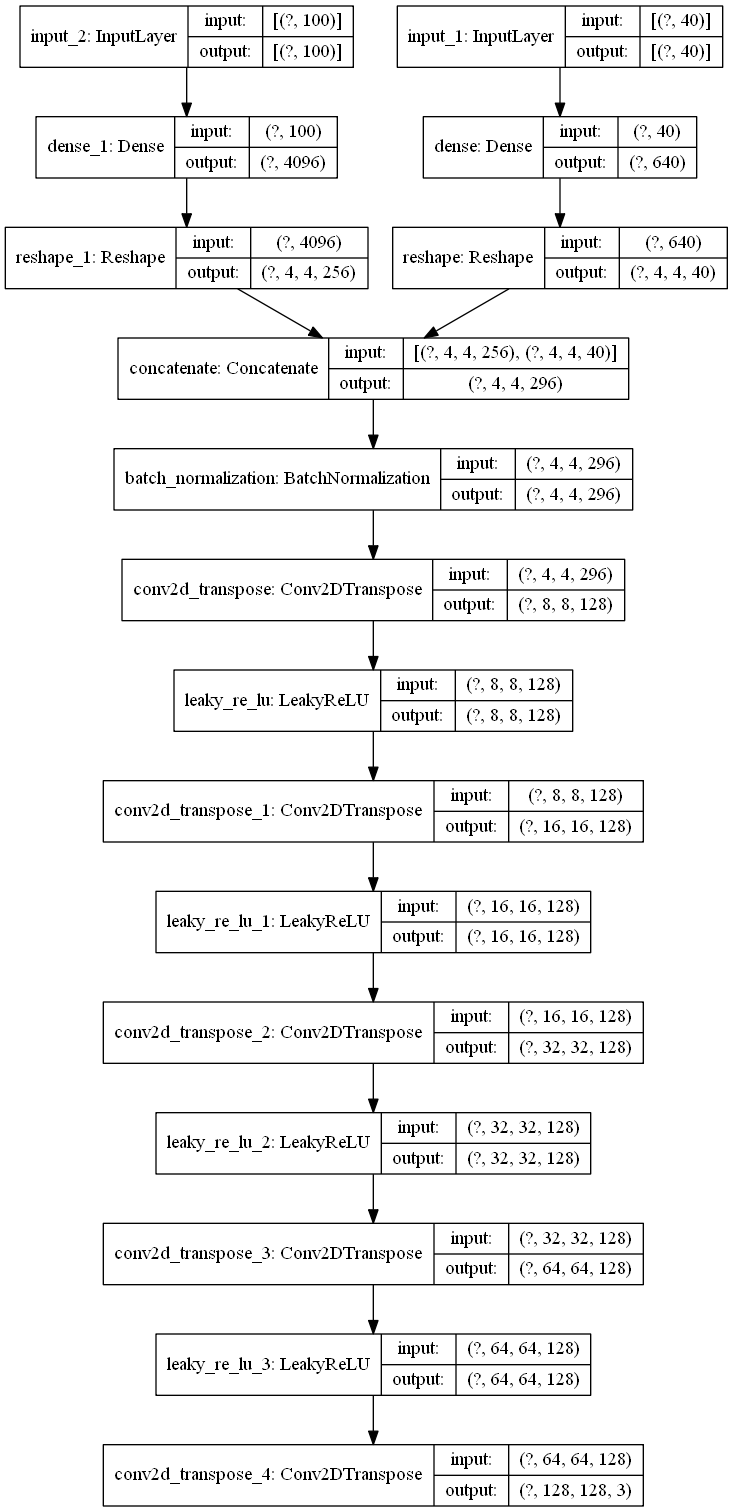 input_2: InputLayer
input: [(?, 100)]
output: [(?, 100)]
input_1: InputLayer
input: [(?, 40)]
output: [(?, 40)]
dense_1: Dense
input: (?, 100)
output: (?, 4096)
dense: Dense
input: (?, 40)
output: (?, 640)
reshape_1: Reshape
input: (?, 4096)
output: (?, 4, 4, 256)
reshape: Reshape
input: (?, 640)
output: (?, 4, 4, 40)
concatenate: Concatenate
input: [(?, 4, 4, 256), (?, 4, 4, 40)]
output: (?, 4, 4, 296)
batch_normalization: BatchNormalization
input: (?, 4, 4, 296)
output: (?, 4, 4, 296)
conv2d_transpose: Conv2DTranspose
input: (?, 4, 4, 296)
output: (?, 8, 8, 128)
leaky_re_lu: LeakyReLU
input: (?, 8, 8, 128)
output: (?, 8, 8, 128)
conv2d_transpose_1: Conv2DTranspose
input: (?, 8, 8, 128)
output: (?, 16, 16, 128)
leaky_re_lu_1: LeakyReLU
input: (?, 16, 16, 128)
output: (?, 16, 16, 128)
conv2d_transpose_2: Conv2DTranspose
input: (?, 16, 16, 128)
output: (?, 32, 32, 128)
leaky_re_lu_2: LeakyReLU
input: (?, 32, 32, 128)
output: (?, 32, 32, 128)
conv2d_transpose_3: Conv2DTranspose
input: (?, 32, 32, 128)
output: (?, 64, 64, 128)
leaky_re_lu_3: LeakyReLU
input: (?, 64, 64, 128)
output: (?, 64, 64, 128)
conv2d_transpose_4: Conv2DTranspose
input: (?, 64, 64, 128)
output: (?, 128, 128, 3)